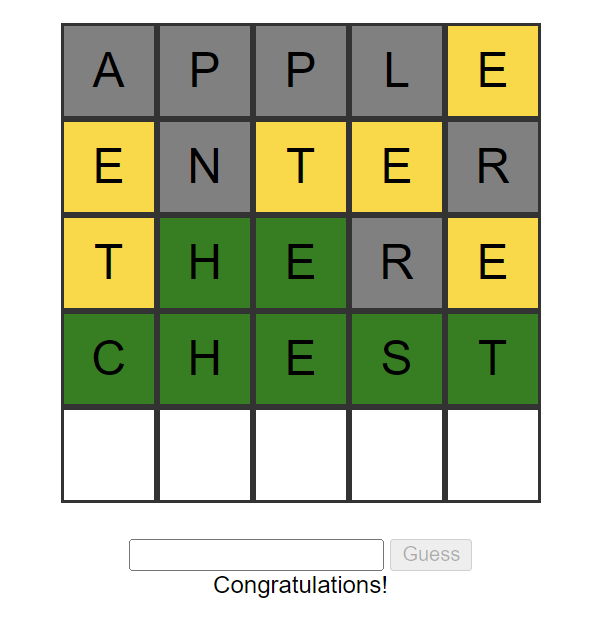 A P P L E
E N T E R
T H E R E
C H E S T
Guess
Congratulations!